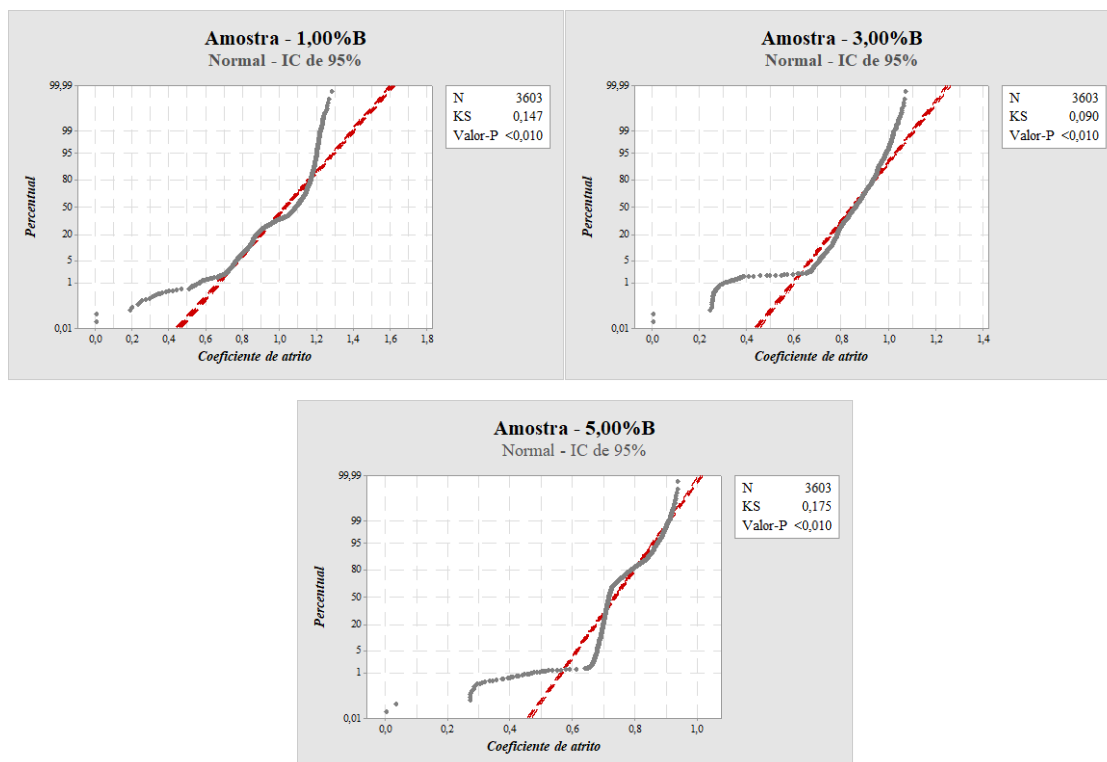 Amostra - 1,00%B
Normal - IC de 95%
99,99
99
95
80
50
20
5
1
0,01
Percentual
0,0 0,2 0,4 0,6 0,8 1,0 1,2 1,4 1,6 1,8
Coeficiente de atrito
N 3603
KS 0,147
Valor-P <0,010
Amostra - 3,00%B
Normal - IC de 95%
99,99
99
95
80
50
20
5
1
0,01
Percentual
0,0 0,2 0,4 0,6 0,8 1,0 1,2 1,4
Coeficiente de atrito
N 3603
KS 0,090
Valor-P <0,010
Amostra - 5,00%B
Normal - IC de 95%
99,99
99
95
80
50
20
5
1
0,01
Percentual
0,0 0,2 0,4 0,6 0,8 1,0
Coeficiente de atrito
N 3603
KS 0,175
Valor-P <0,010